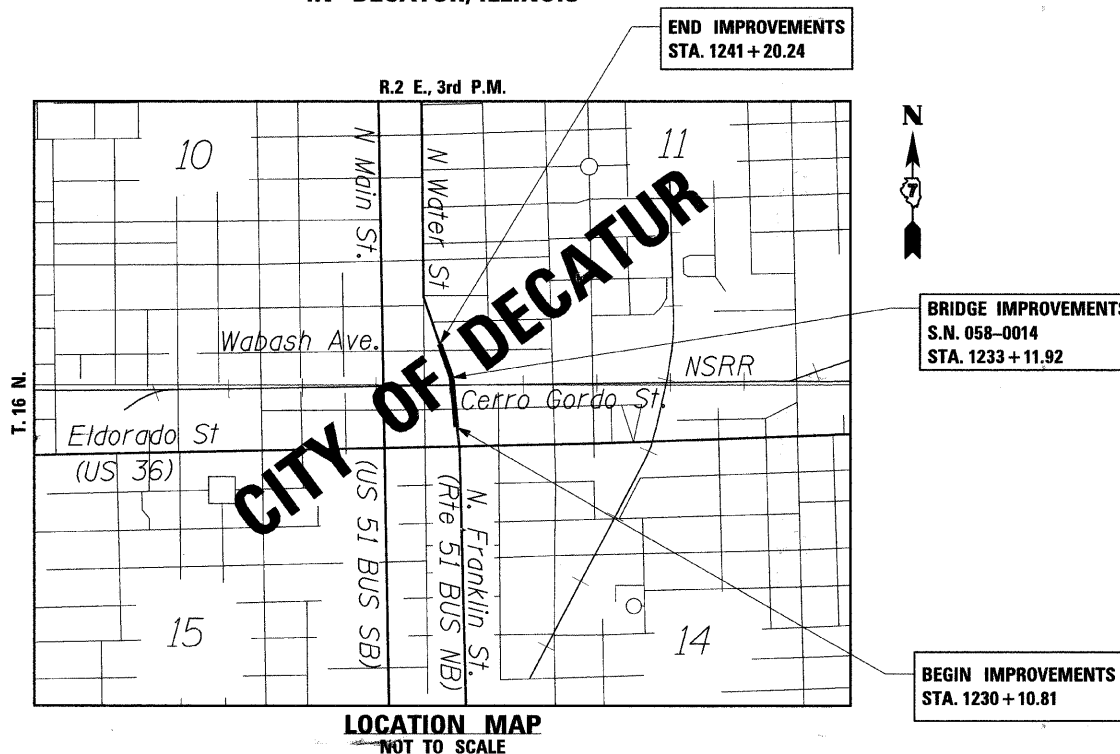 IN DECATUR, ILLINOIS
END IMPROVEMENTS
STA. 1241 + 20.24
R.2 E., 3rd P.M.
N
7
10
11
N Main St.
N Water St
CITY OF DECATUR
BRIDGE IMPROVEMENTS
S.N. 058-0014
STA. 1233 + 11.92
Wabash Ave.
NSRR
T. 16 N.
Cerro Gordo St.
Eldorado St
(US 36)
(US 51 BUS SB)
(Rte 51 BUS NB)
N. Franklin St.
15
14
BEGIN IMPROVEMENTS
STA. 1230 + 10.81
LOCATION MAP
NOT TO SCALE